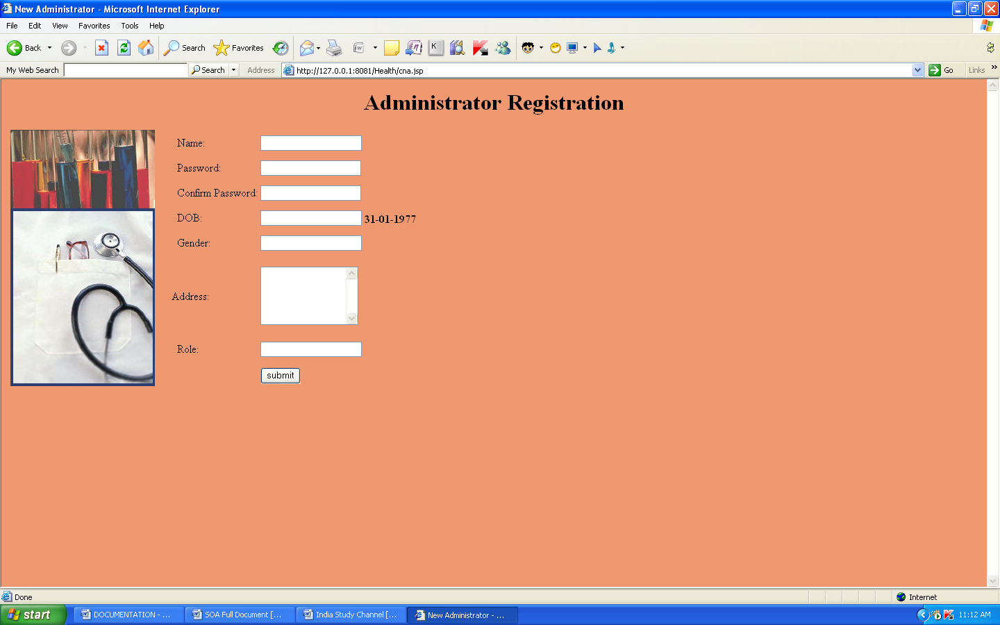 New Administrator - Microsoft Internet Explorer
File Edit View Favorites Tools Help
Back Search Favorites
My Web Search Search Address http://127.0.0.1:8081/Health/cna.jsp Go Links »
Administrator Registration
Name:
Password:
Confirm Password:
DOB: 31-01-1977
Gender:
Address:
Role:
submit
Done Internet
start DOCUMENTATION - ... SOA Full Document [... India Study Channel [... New Administrator - ... 11:12 AM